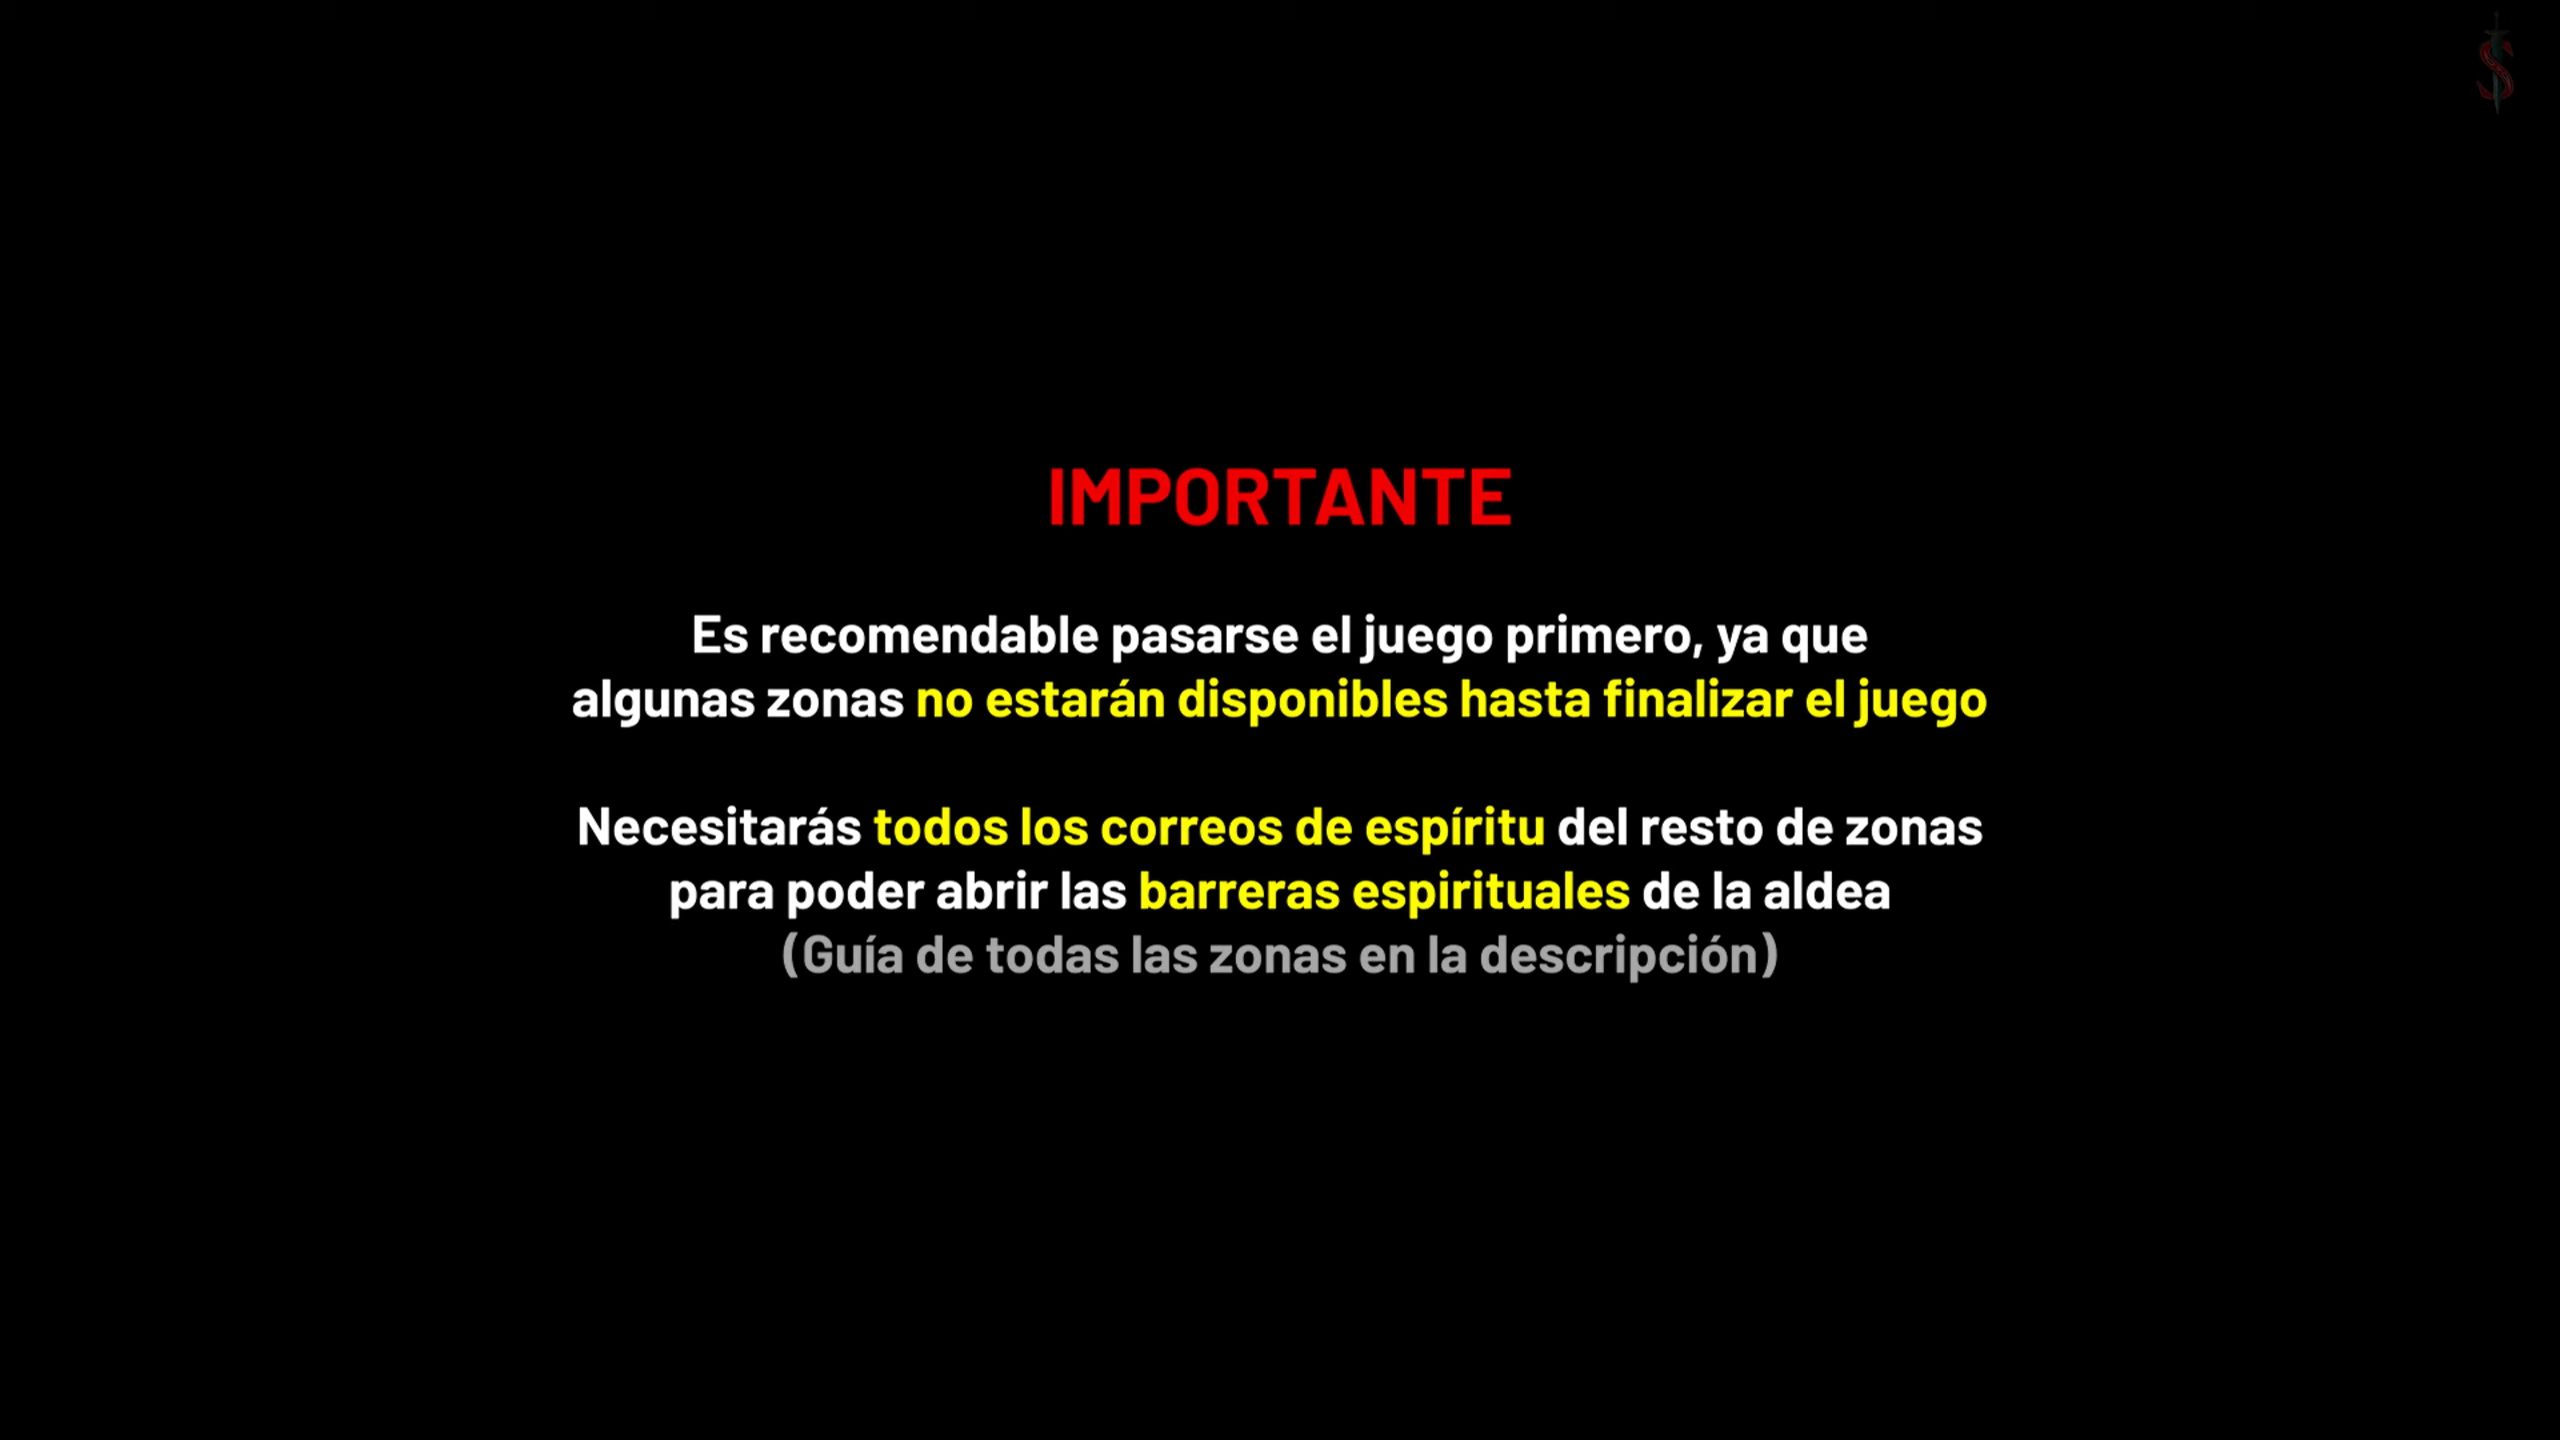 IMPORTANTE
Es recomendable pasarse el juego primero, ya que
algunas zonas no estarán disponibles hasta finalizar el juego
Necesitarás todos los correos de espíritu del resto de zonas
para poder abrir las barreras espirituales de la aldea
(Guía de todas las zonas en la descripción)